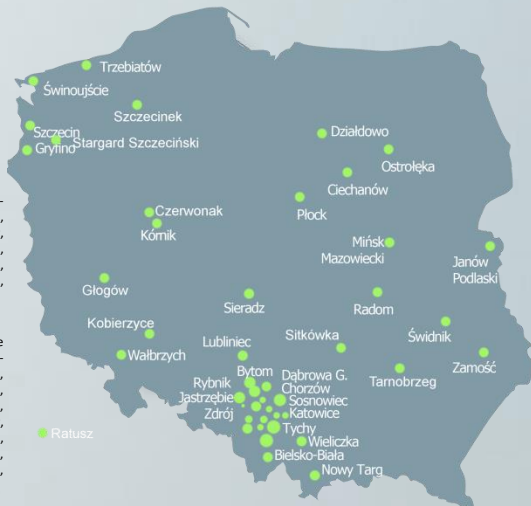 Trzebiatów
Świnoujście
Szczecinek
Szczecin
Stargard Szczeciński
Gryfino
Działdowo
Ostrołęka
Ciechanów
Płock
Czerwonak
Kórnik
Mińsk
Mazowiecki
Janów
Podlaski
Głogów
Sieradz
Radom
Kobierzyce
Świdnik
Sitkówka
Lubliniec
Wałbrzych
Zamość
Tarnobrzeg
Bytom
Dąbrowa G.
Rybnik
Chorzów
Jastrzębie
Zdrój
Sosnowiec
Katowice
Tychy
Ratusz
Wieliczka
Bielsko-Biała
Nowy Targ